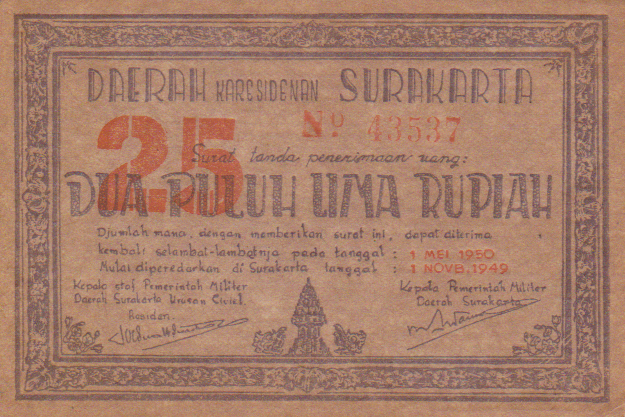 DAERAH KARESIDENAN SURAKARTA
25
Nº 43537
Surat tanda penerimaan uang:
DUA PULUH LIMA RUPIAH
Djumlah mana, dengan memberikan surat ini, dapat diterima
kembali selambat-lambatnja pada tanggal : 1 MEI 1950
Mulai diperedarkan di Surakarta tanggal : 1 NOVB. 1949
Kepala staf Pemerintah Militer
Daerah Surakarta Urusan Civiel.
Residen.
Kepala Pemerintah Militer
Daerah Surakarta